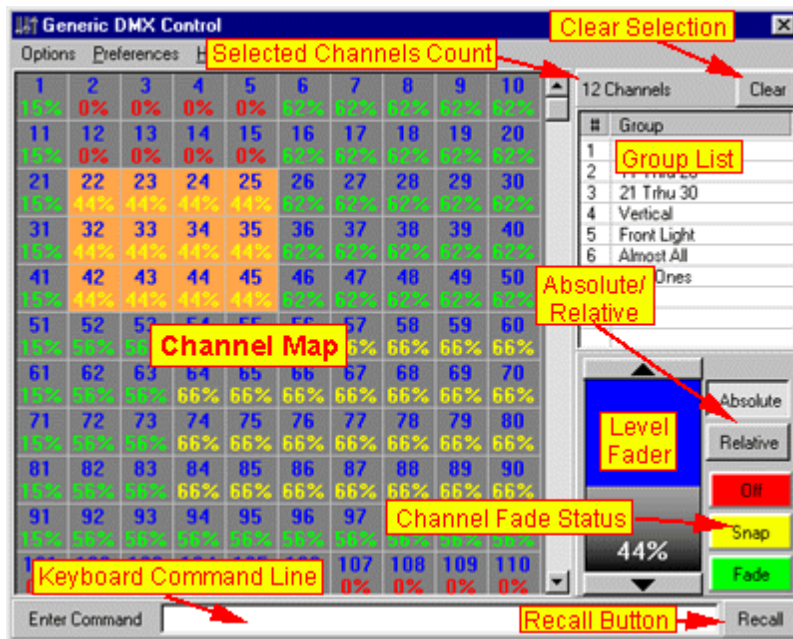 Generic DMX Control
Clear Selection
Options Preferences H
Selected Channels Count
12 Channels Clear
1 2 3 4 5 6 7 8 9 10
15% 0% 0% 0% 0% 62% 62% 62% 62% 62%
11 12 13 14 15 16 17 18 19 20
15% 0% 0% 0% 0% 62% 62% 62% 62% 62%
21 22 23 24 25 26 27 28 29 30
15% 44% 44% 44% 44% 62% 62% 62% 62% 62%
31 32 33 34 35 36 37 38 39 40
15% 44% 44% 44% 44% 62% 62% 62% 62% 62%
41 42 43 44 45 46 47 48 49 50
15% 44% 44% 44% 44% 62% 62% 62% 62% 62%
51 52 53 57 58 59 60
15% 56% 66% 66% 66% 66%
Channel Map
61 62 63 64 65 66 67 68 69 70
15% 56% 56% 66% 66% 66% 66% 66% 66% 66%
71 72 73 74 75 76 77 78 79 80
15% 56% 56% 66% 66% 66% 66% 66% 66% 66%
81 82 83 84 85 86 87 88 89 90
15% 56% 56% 66% 66% 66% 66% 66% 66% 66%
91 92 93 94 95 96 97
15% 56% 56% 56% 56% 56% 56% 56% 56% 56%
107 108 109 110
0% 0% 0% 0%
# Group
Group List
1
2
3 21 Trhu 30
4 Vertical
5 Front Light
6 Almost All
Ones
Absolute/
Relative
Level
Fader
44%
Absolute
Relative
Off
Channel Fade Status
Snap
Fade
Keyboard Command Line
Enter Command
Recall Button
Recall